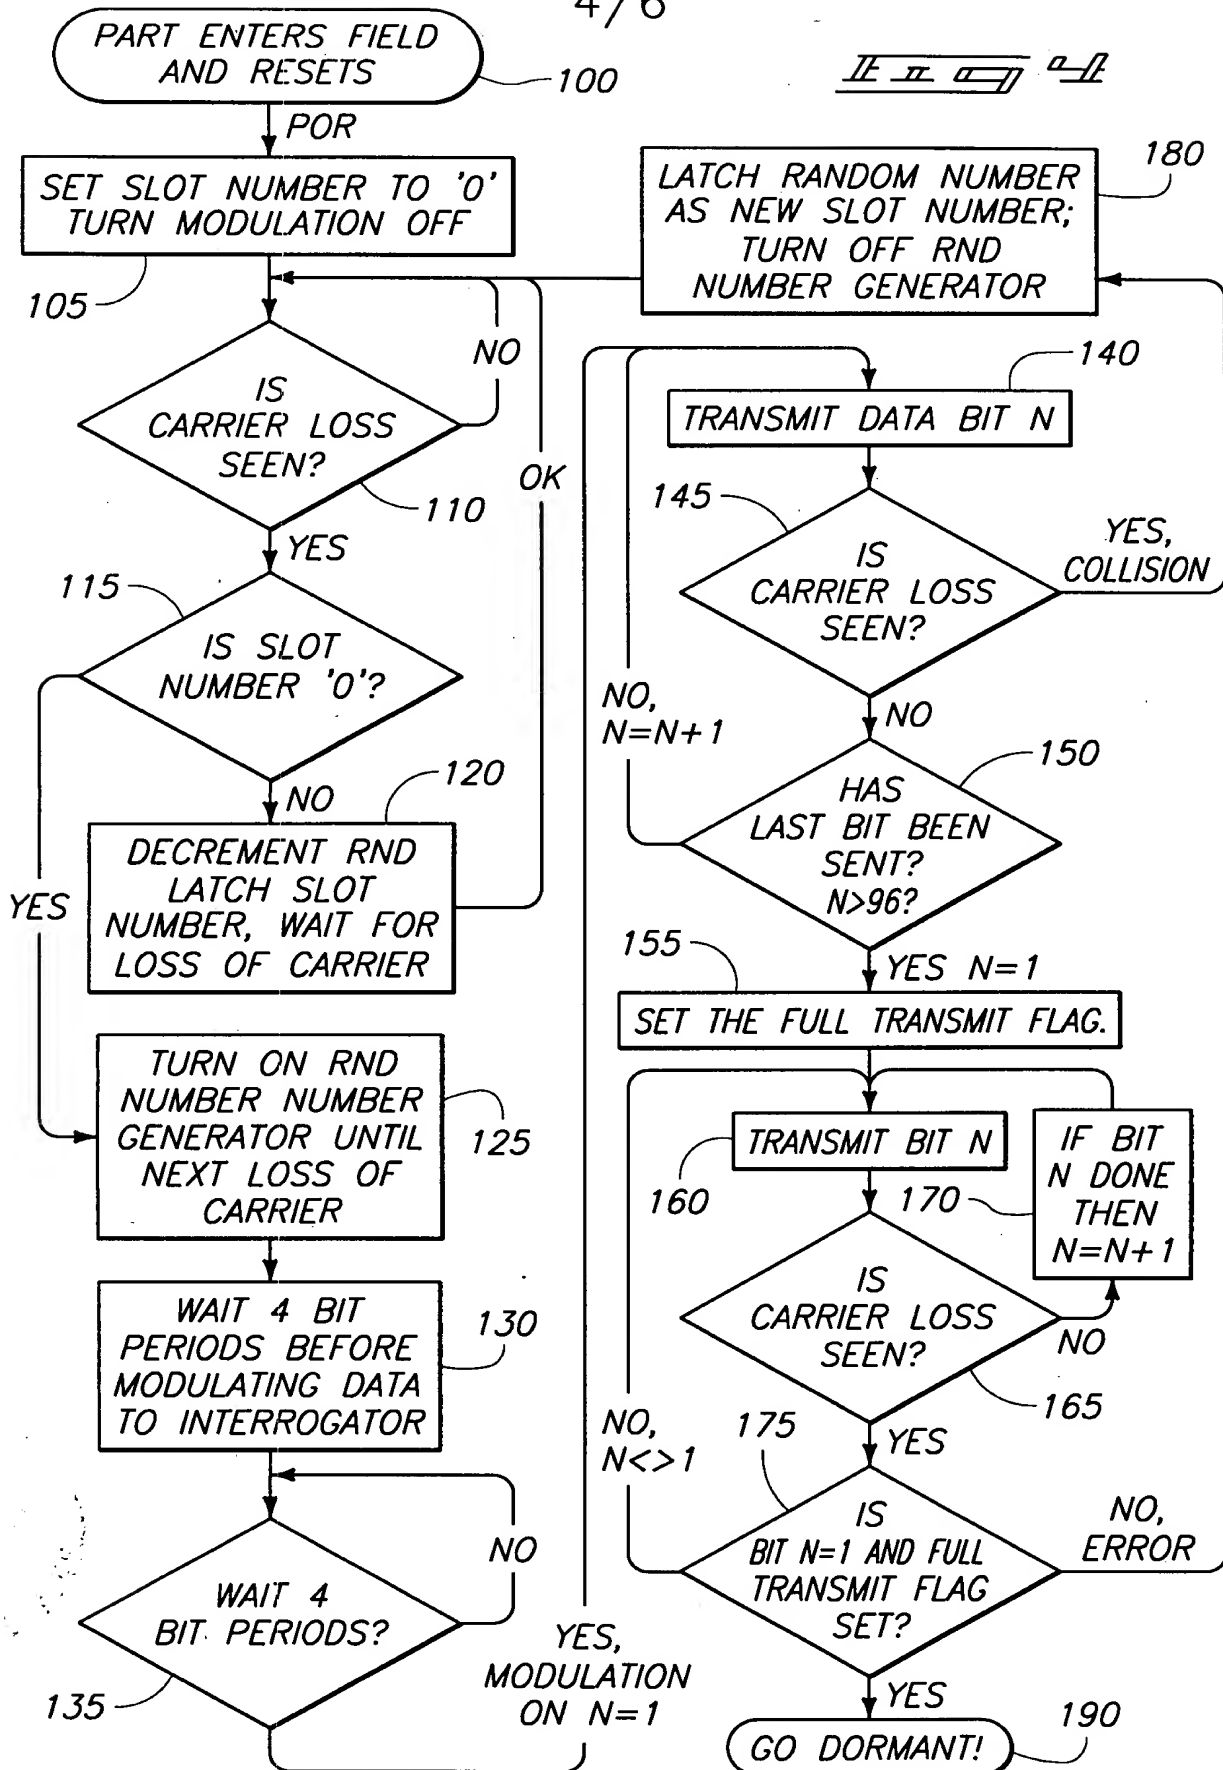 4/6
Fig 4
PART ENTERS FIELD
AND RESETS
100
POR
SET SLOT NUMBER TO '0'
TURN MODULATION OFF
105
IS
CARRIER LOSS
SEEN?
NO
110
OK
YES
115
IS SLOT
NUMBER '0'?
NO
120
DECREMENT RND
LATCH SLOT
NUMBER, WAIT FOR
LOSS OF CARRIER
YES
TURN ON RND
NUMBER NUMBER
GENERATOR UNTIL
NEXT LOSS OF
CARRIER
125
WAIT 4 BIT
PERIODS BEFORE
MODULATING DATA
TO INTERROGATOR
130
NO
WAIT 4
BIT PERIODS?
135
YES,
MODULATION
ON N=1
LATCH RANDOM NUMBER
AS NEW SLOT NUMBER;
TURN OFF RND
NUMBER GENERATOR
180
140
TRANSMIT DATA BIT N
145
IS
CARRIER LOSS
SEEN?
YES,
COLLISION
NO
NO,
N=N+1
150
HAS
LAST BIT BEEN
SENT?
N>96?
155
YES N=1
SET THE FULL TRANSMIT FLAG.
TRANSMIT BIT N
160
170
IF BIT
N DONE
THEN
N=N+1
IS
CARRIER LOSS
SEEN?
NO
165
NO,
N<>1
175
YES
IS
BIT N=1 AND FULL
TRANSMIT FLAG
SET?
NO,
ERROR
YES
190
GO DORMANT!